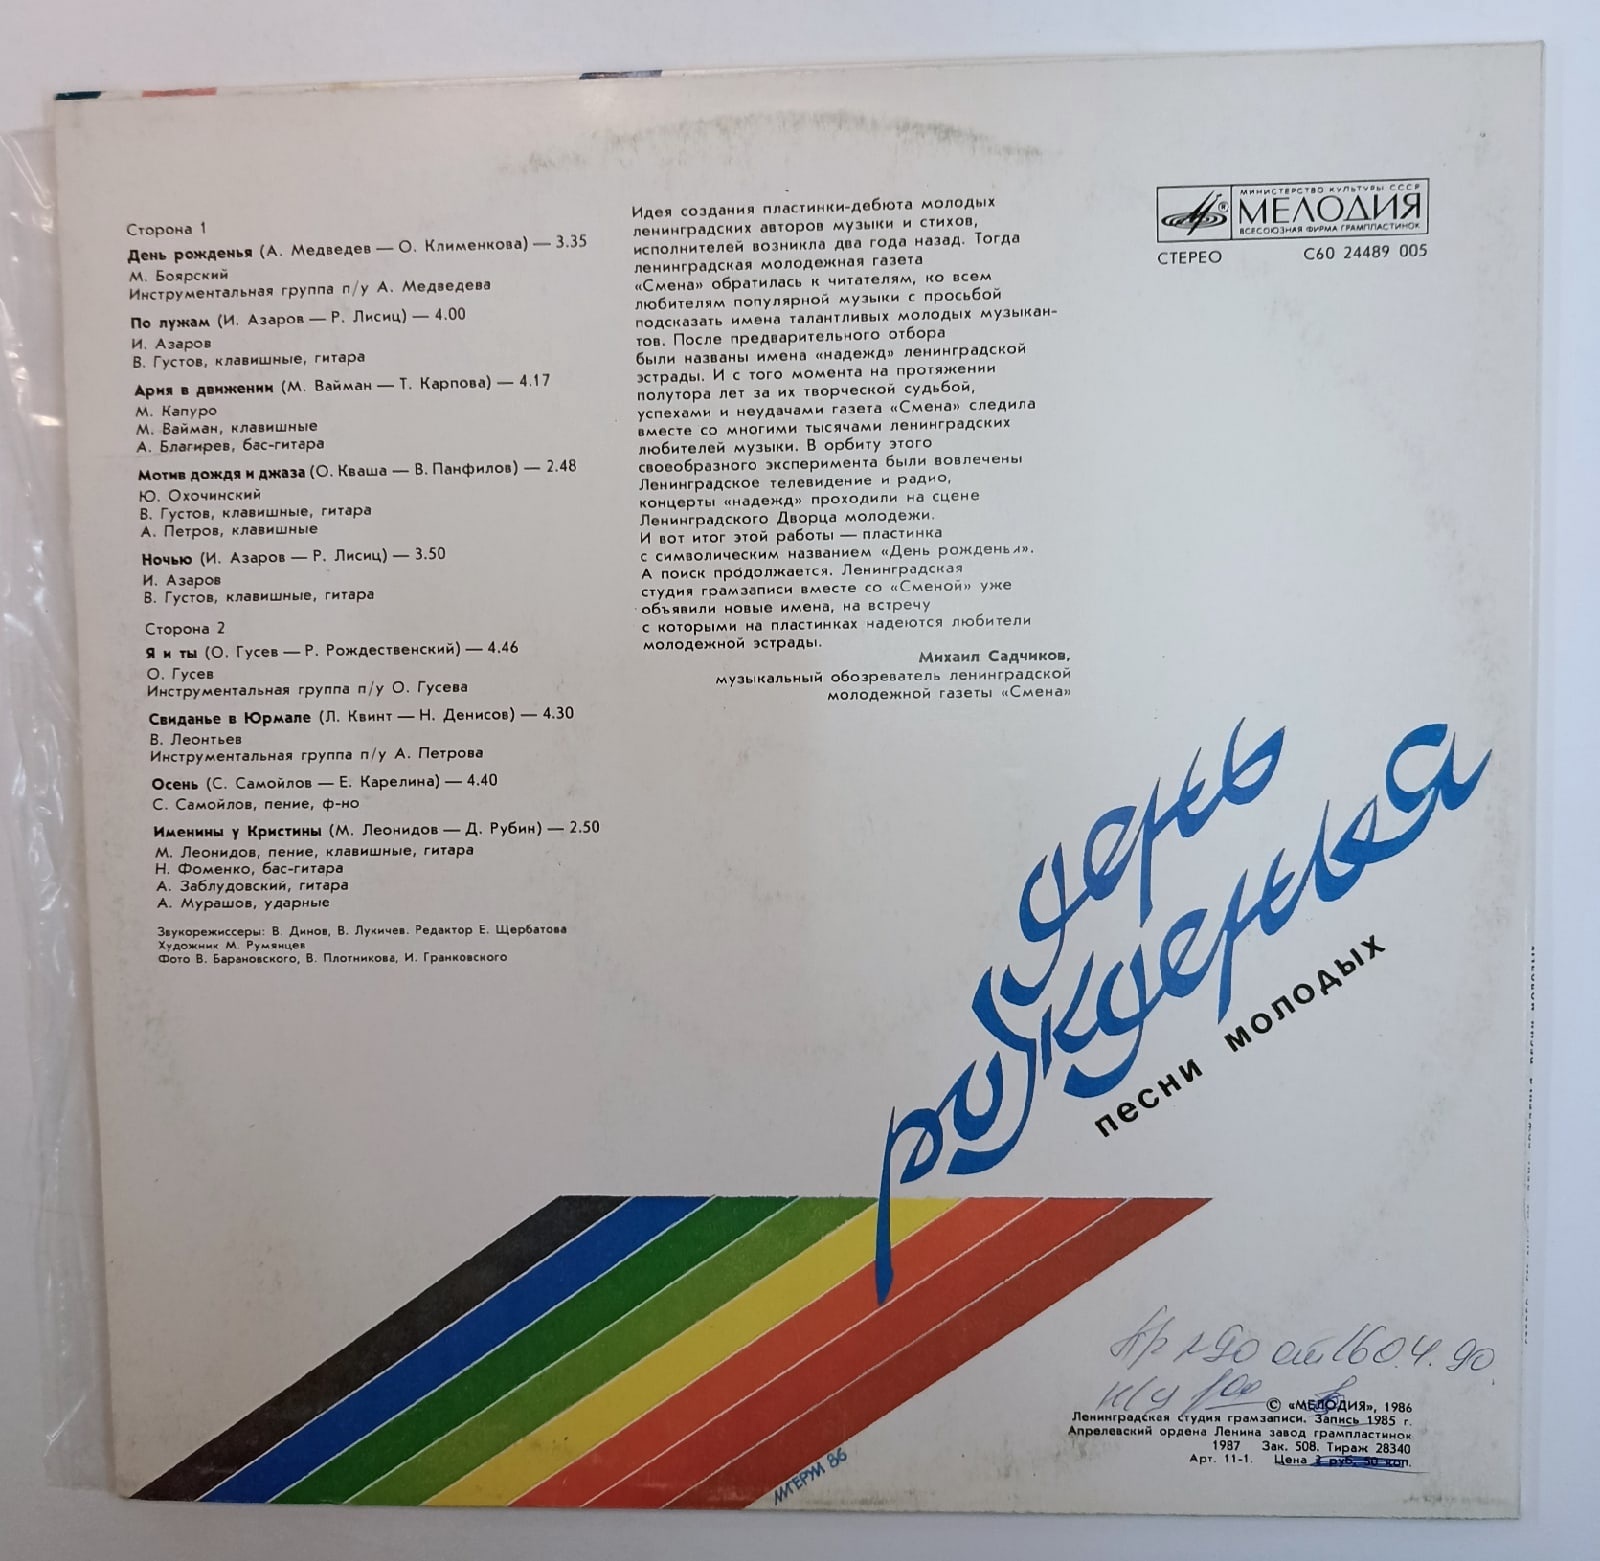 Сторона 1
День рожденья (А. Медведев — О. Клименкова) — 3.35
М. Боярский
Инструментальная группа п/у А. Медведева
По лужам (И. Азаров — Р. Лисиц) — 4.00
И. Азаров
В. Густов, клавишные, гитара
Ария в движении (М. Вайман — Т. Карпова) — 4.17
М. Капуро
М. Вайман, клавишные
А. Благирев, бас-гитара
Мотив дождя и джаза (О. Кваша — В. Панфилов) — 2.48
Ю. Охочинский
В. Густов, клавишные, гитара
А. Петров, клавишные
Ночью (И. Азаров — Р. Лисиц) — 3.50
И. Азаров
В. Густов, клавишные, гитара
Сторона 2
Я и ты (О. Гусев — Р. Рождественский) — 4.46
О. Гусев
Инструментальная группа п/у О. Гусева
Свиданье в Юрмале (Л. Квинт — Н. Денисов) — 4.30
В. Леонтьев
Инструментальная группа п/у А. Петрова
Осень (С. Самойлов — Е. Карелина) — 4.40
С. Самойлов, пение, ф-но
Именины у Кристины (М. Леонидов — Д. Рубин) — 2.50
М. Леонидов, пение, клавишные, гитара
Н. Фоменко, бас-гитара
А. Заблудовский, гитара
А. Мурашов, ударные
Звукорежиссеры: В. Динов, В. Лукичев. Редактор Е. Щербатова
Художник М. Румянцев
Фото В. Барановского, В. Плотникова, И. Гранковского
Идея создания пластинки-дебюта молодых
ленинградских авторов музыки и стихов,
исполнителей возникла два года назад. Тогда
ленинградская молодежная газета
«Смена» обратилась к читателям, ко всем
любителям популярной музыки с просьбой
подсказать имена талантливых молодых музыкан-
тов. После предварительного отбора
были названы имена «надежд» ленинградской
эстрады. И с того момента на протяжении
полутора лет за их творческой судьбой,
успехами и неудачами газета «Смена» следила
вместе со многими тысячами ленинградских
любителей музыки. В орбиту этого
своеобразного эксперимента были вовлечены
Ленинградское телевидение и радио,
концерты «надежд» проходили на сцене
Ленинградского Дворца молодежи.
И вот итог этой работы — пластинка
с символическим названием «День рожденья».
А поиск продолжается. Ленинградская
студия грамзаписи вместе со «Сменой» уже
объявили новые имена, на встречу
с которыми на пластинках надеются любители
молодежной эстрады.
Михаил Садчиков,
музыкальный обозреватель ленинградской
молодежной газеты «Смена»
МИНИСТЕРСТВО КУЛЬТУРЫ СССР
МЕЛОДИЯ
ВСЕСОЮЗНАЯ ФИРМА ГРАМПЛАСТИНОК
СТЕРЕО С60 24489 005
день
рожденья
песни молодых
от 16.04.90
© «МЕЛОДИЯ», 1986
Ленинградская студия грамзаписи. Запись 1985 г.
Апрелевский ордена Ленина завод грампластинок
1987 Зак. 508. Тираж 28340
Арт. 11-1. Цена 3 руб. 50 коп.
86